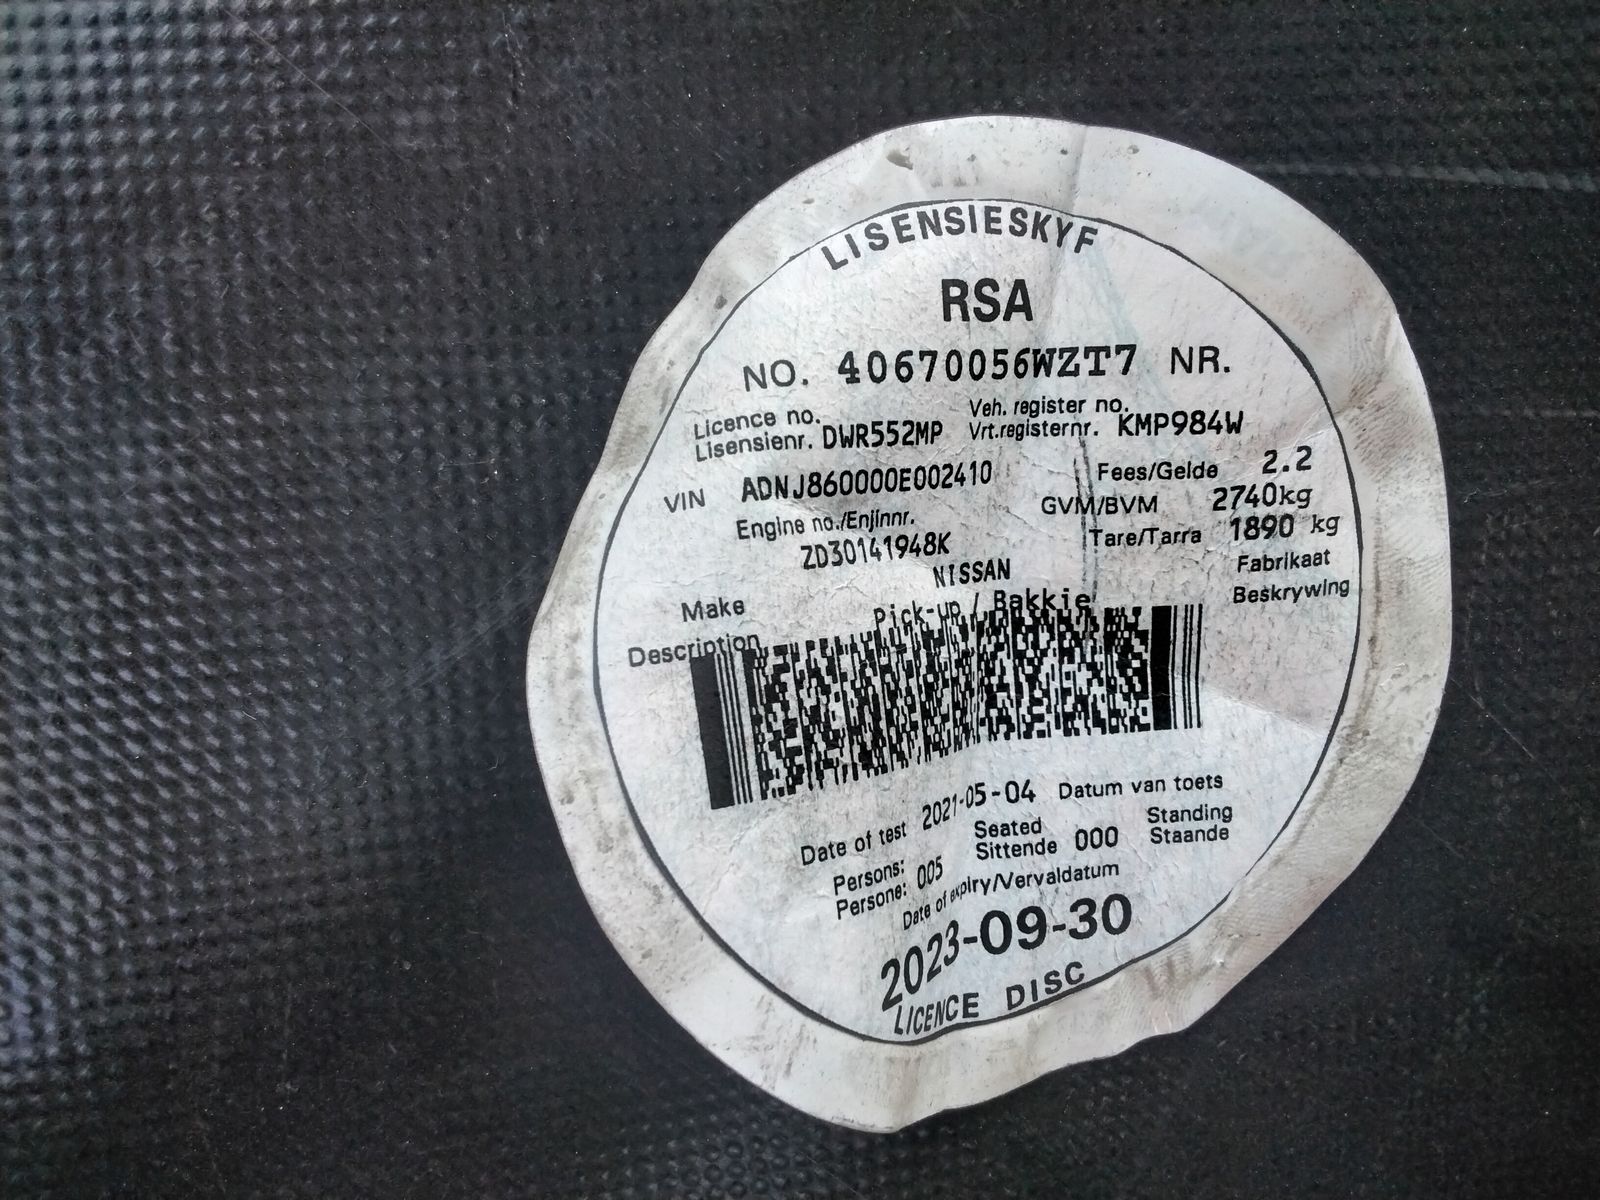 LISENSIESKYF
RSA
NO. 40670056WZT7 NR.
Licence no. Veh. register no.
Lisensienr. DWR552MP Vrt.registernr. KMP984W
VIN ADNJ860000E002410 Fees/Gelde 2.2
Engine no./Enjinnr. GVM/BVM 2740kg
ZD30141948K Tare/Tarra 1890 kg
Make NISSAN Fabrikaat
Description Pick-up / Bakkie Beskrywing
Date of test 2021-05-04 Datum van toets
Persons: Seated Standing
Persone: 005 Sittende 000 Staande
Date of expiry/Vervaldatum
2023-09-30
LICENCE DISC